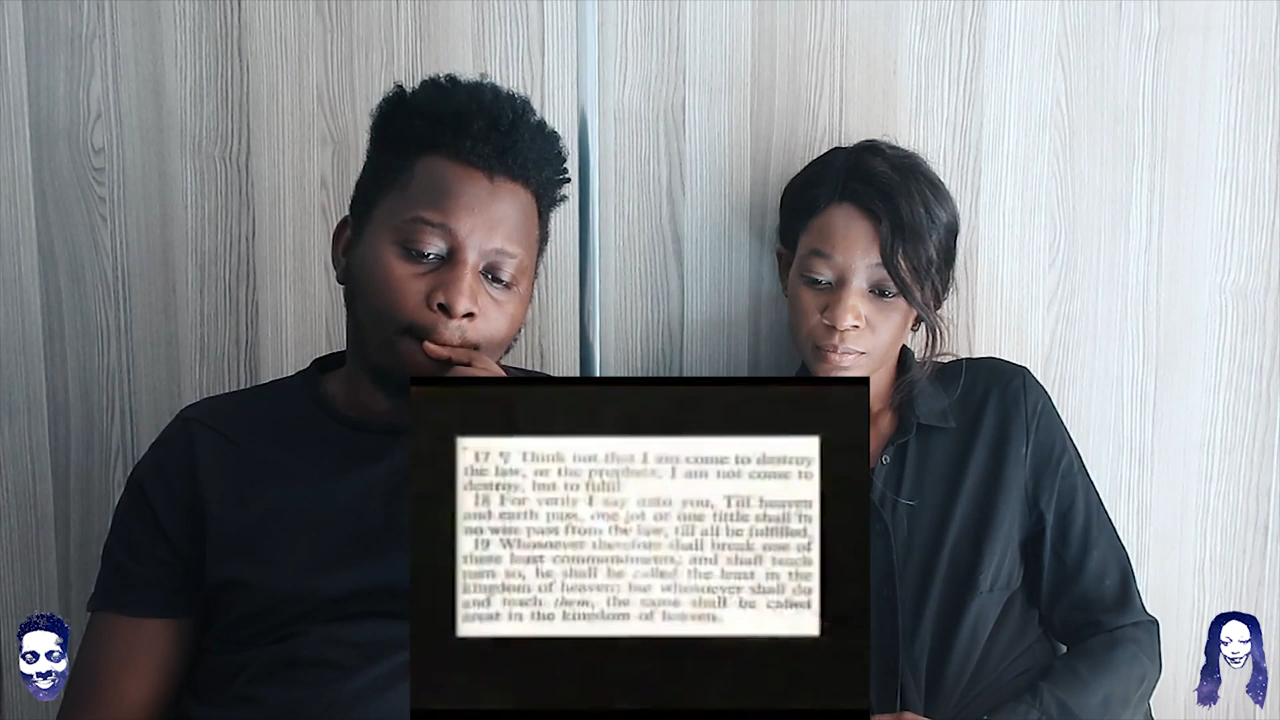 17 ¶ Think not that I am come to destroy
the law, or the prophets: I am not come to
destroy, but to fulfil.
18 For verily I say unto you, Till heaven
and earth pass, one jot or one tittle shall in
no wise pass from the law, till all be fulfilled.
19 Whosoever therefore shall break one of
these least commandments, and shall teach
men so, he shall be called the least in the
kingdom of heaven: but whosoever shall do
and teach them, the same shall be called
great in the kingdom of heaven.